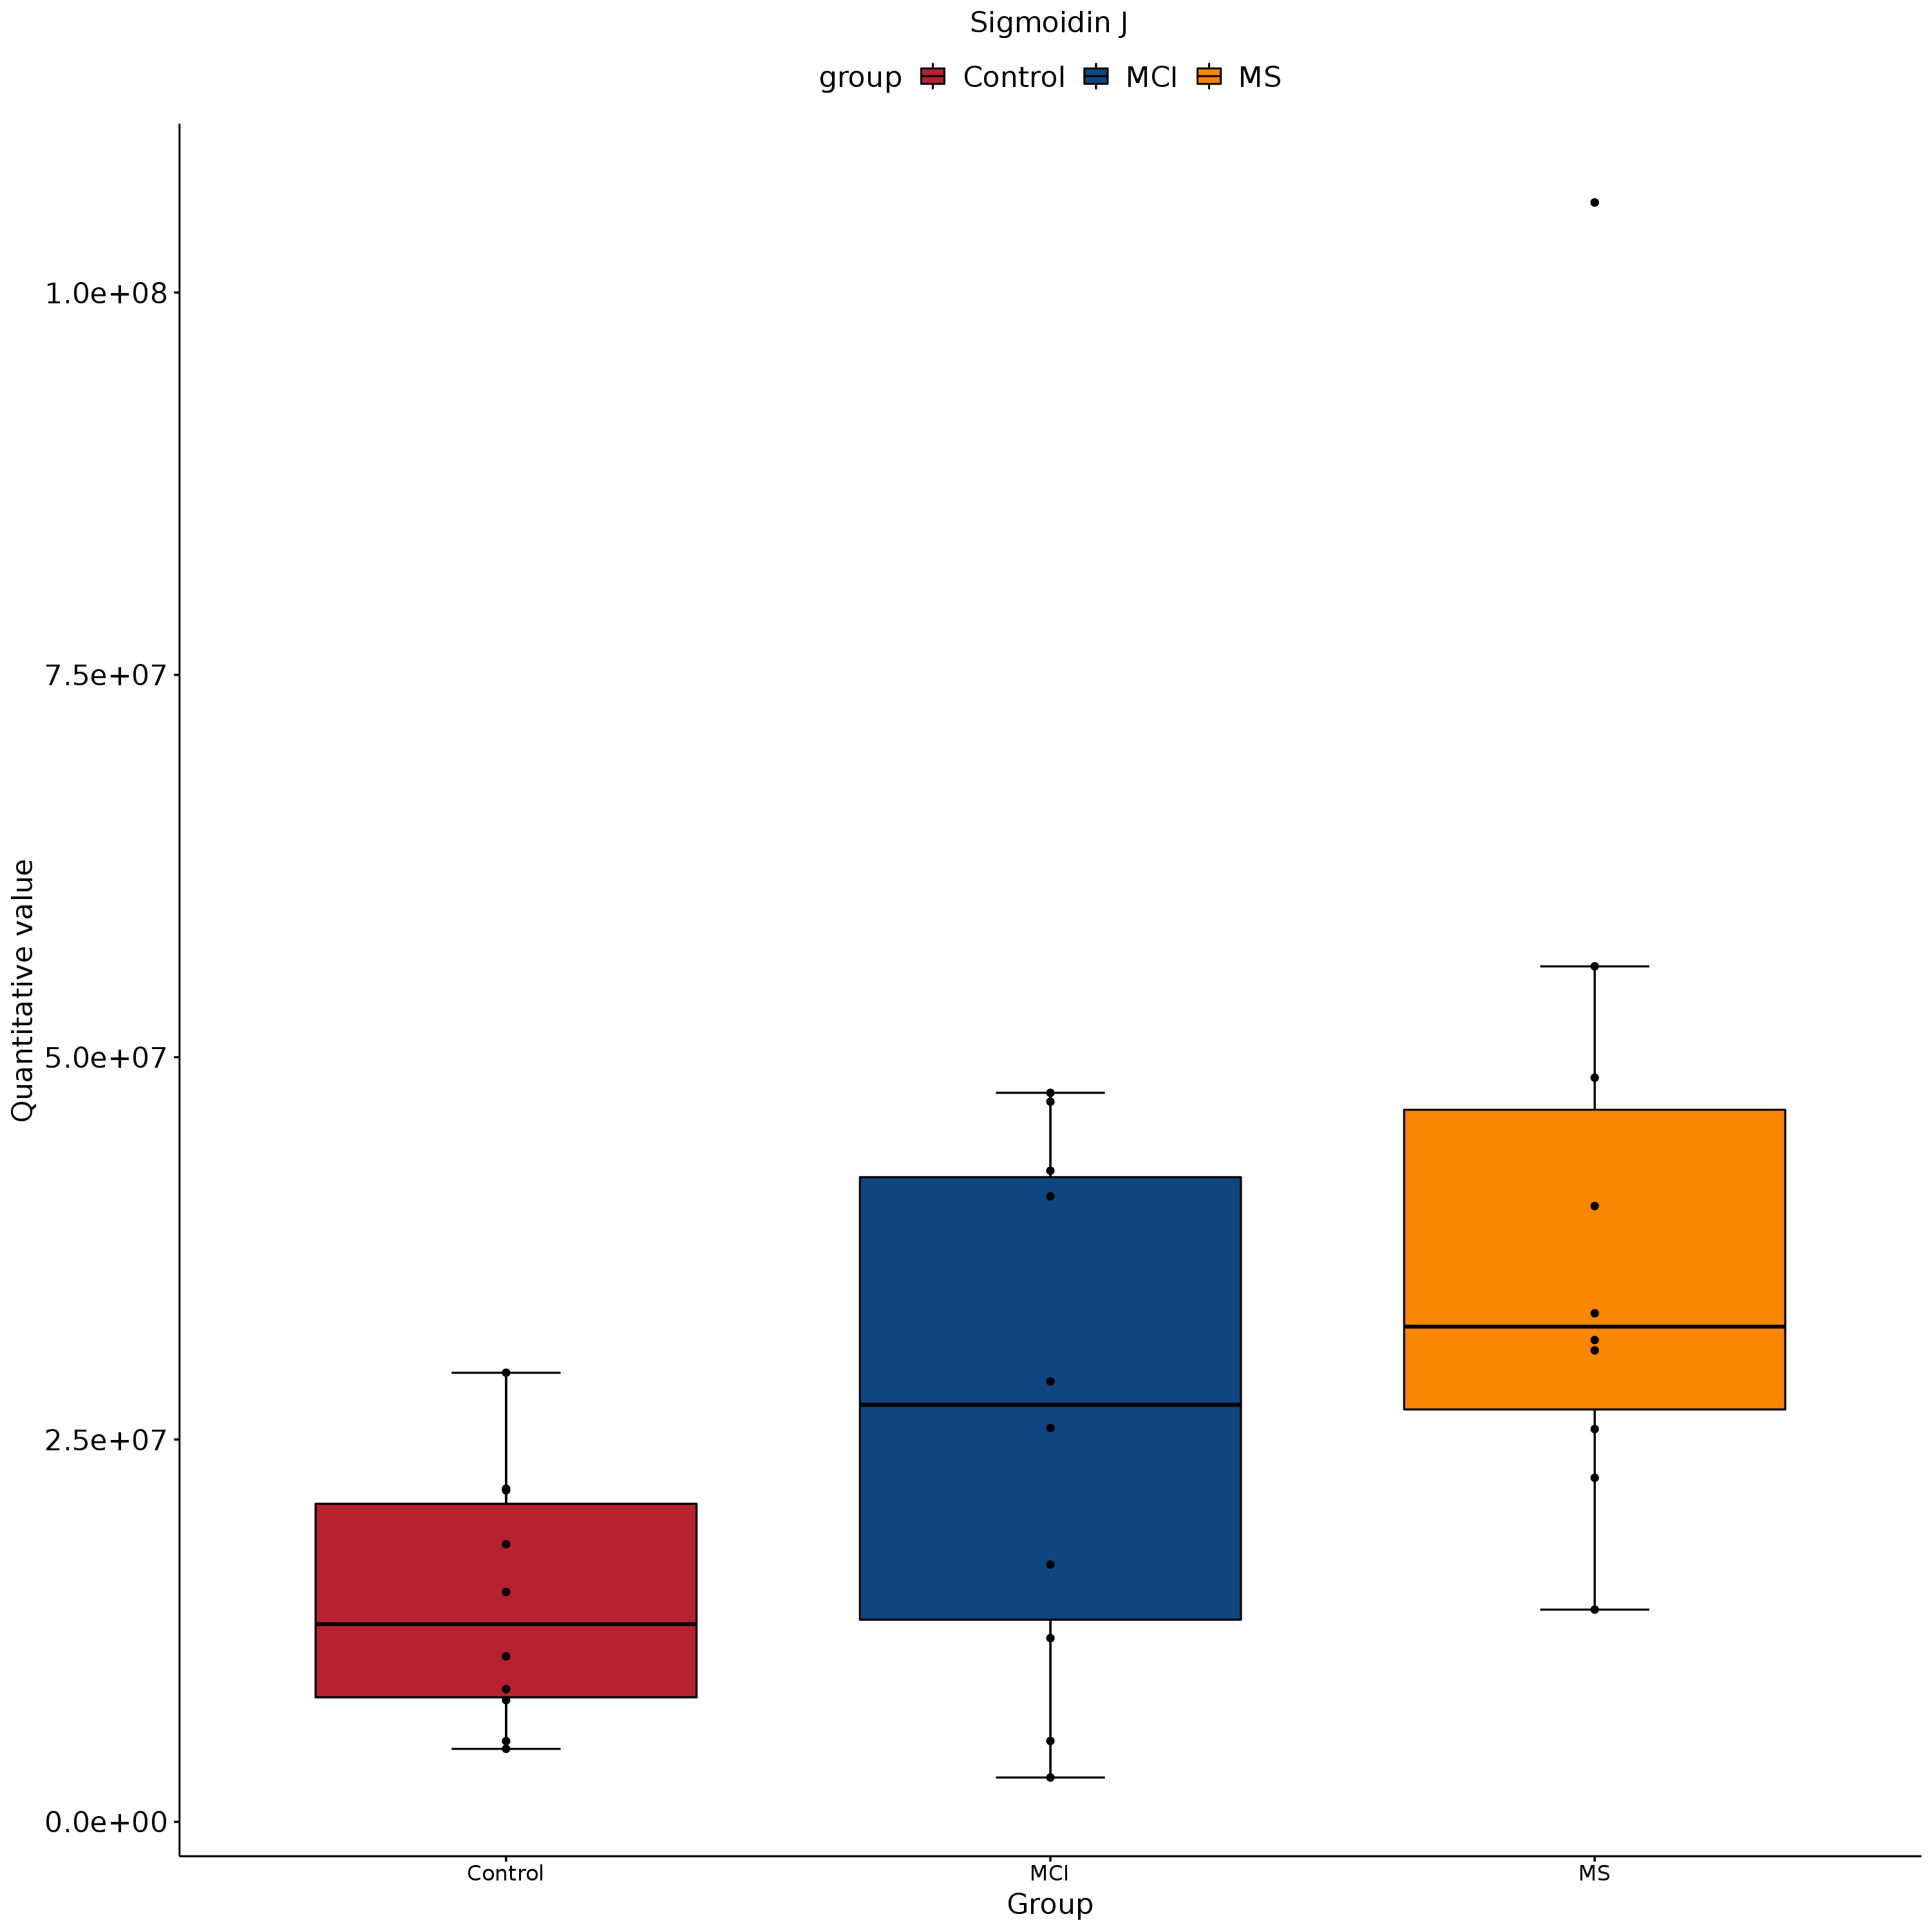 Sigmoidin J
group Control MCI MS
1.0e+08
7.5e+07
5.0e+07
2.5e+07
0.0e+00
Quantitative value
Control MCI MS
Group